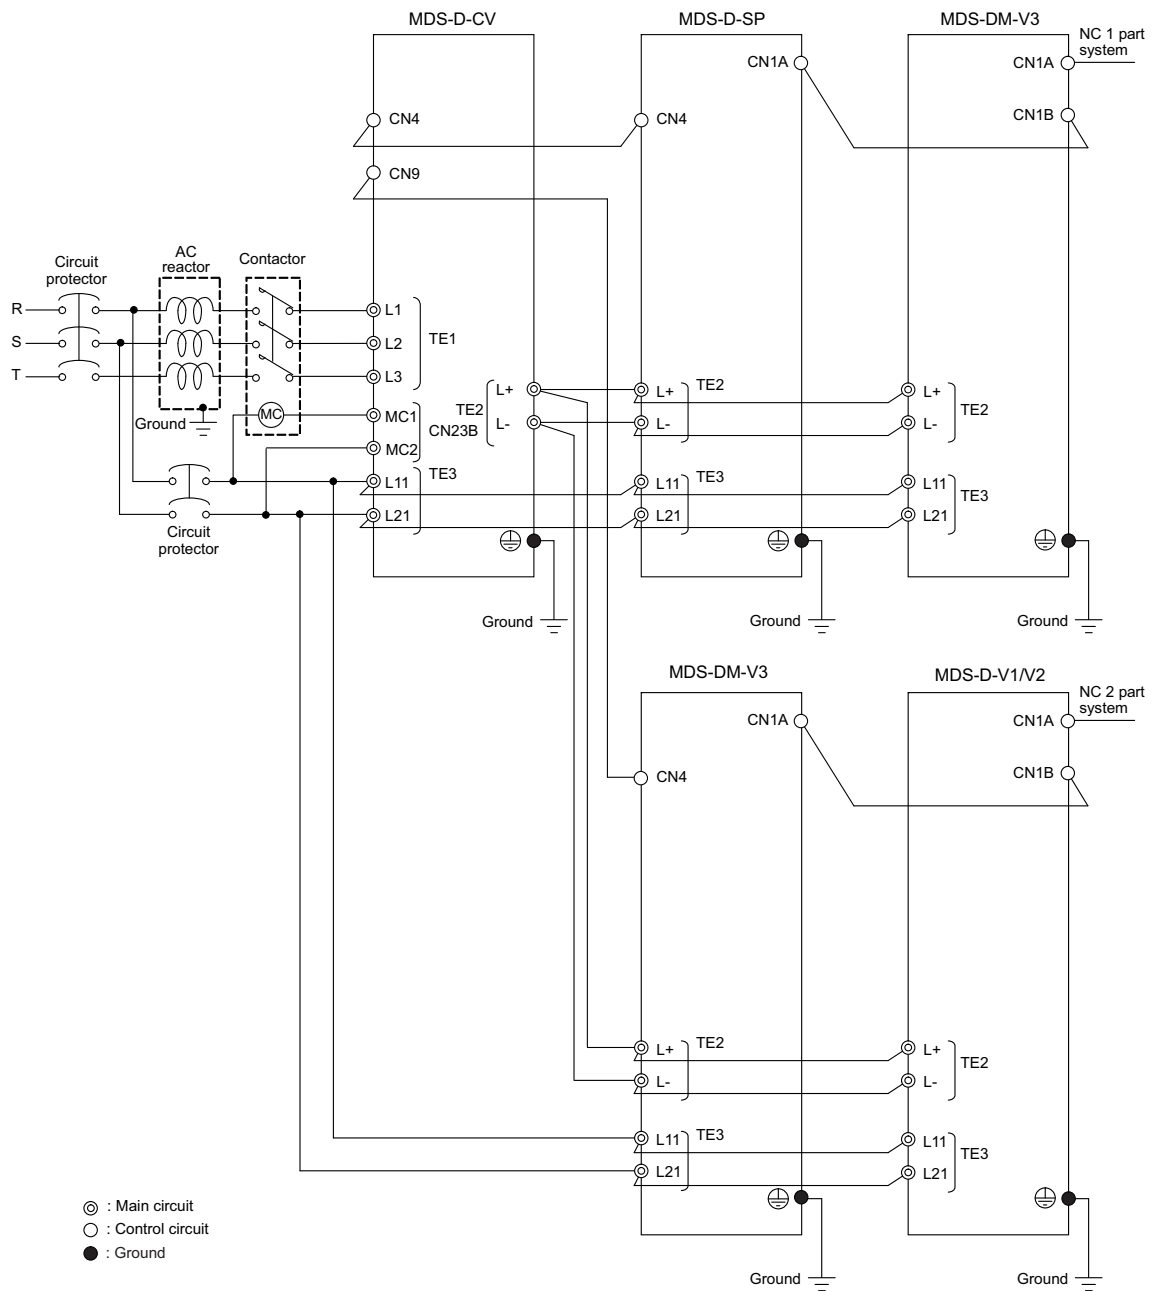 MDS-D-CV
MDS-D-SP
MDS-DM-V3
NC 1 part
system
CN1A
CN1A
CN1B
CN4
CN4
CN9
Circuit
protector
AC
reactor
Contactor
R
S
T
L1
L2
L3
TE1
Ground
MC
MC1
MC2
TE2
CN23B
L+
L-
L+
L-
TE2
L+
L-
TE2
L11
L21
TE3
L11
L21
TE3
L11
L21
TE3
Circuit
protector
Ground
Ground
Ground
MDS-DM-V3
MDS-D-V1/V2
NC 2 part
system
CN1A
CN1A
CN1B
CN4
L+
L-
TE2
L+
L-
TE2
L11
L21
TE3
L11
L21
TE3
: Main circuit
: Control circuit
: Ground
Ground
Ground